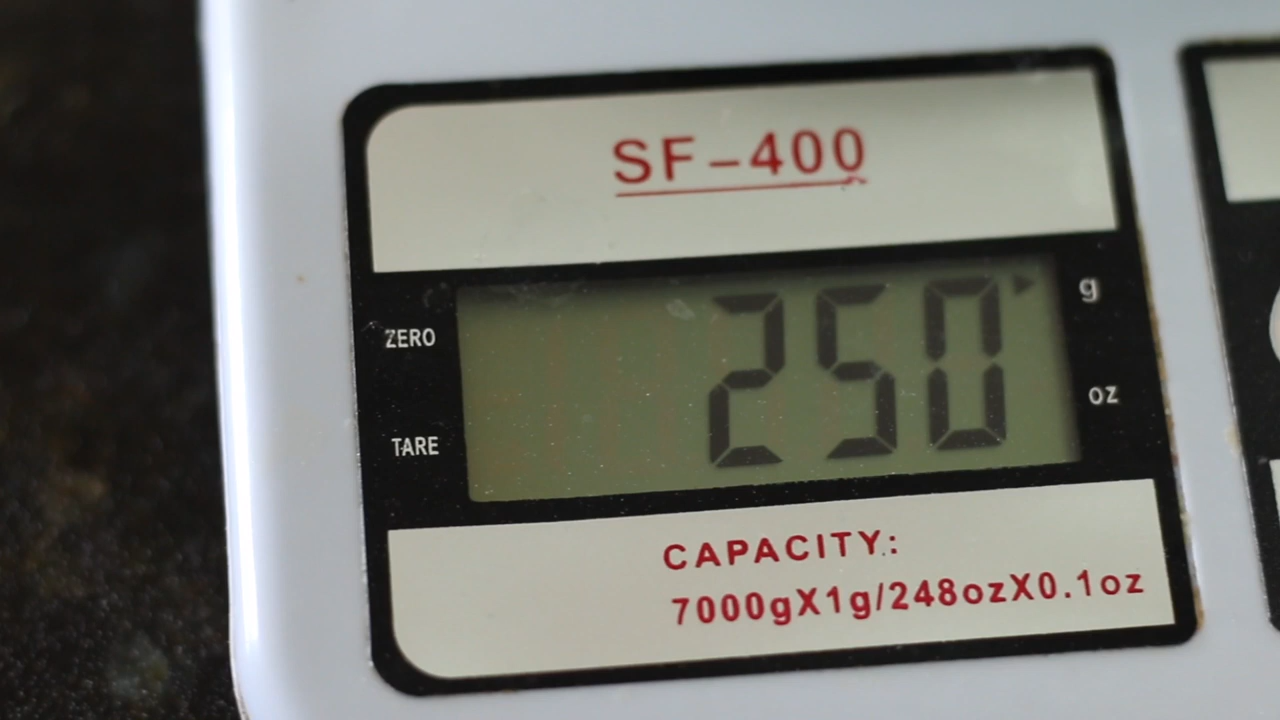 SF-400
ZERO
250
g
TARE
oz
CAPACITY:
7000gX1g/248ozX0.1oz